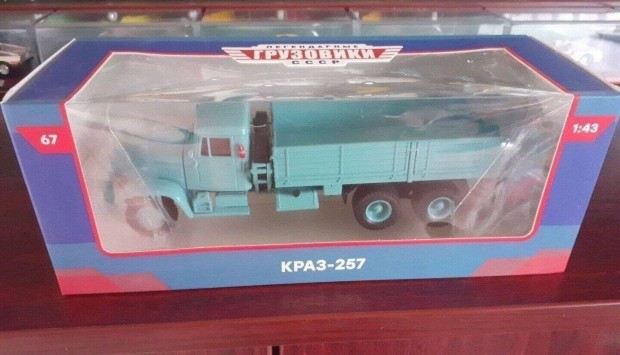 ЛЕГЕНДАРНЫЕ
ГРУЗОВИКИ
СССР
67
1:43
КРАЗ-257